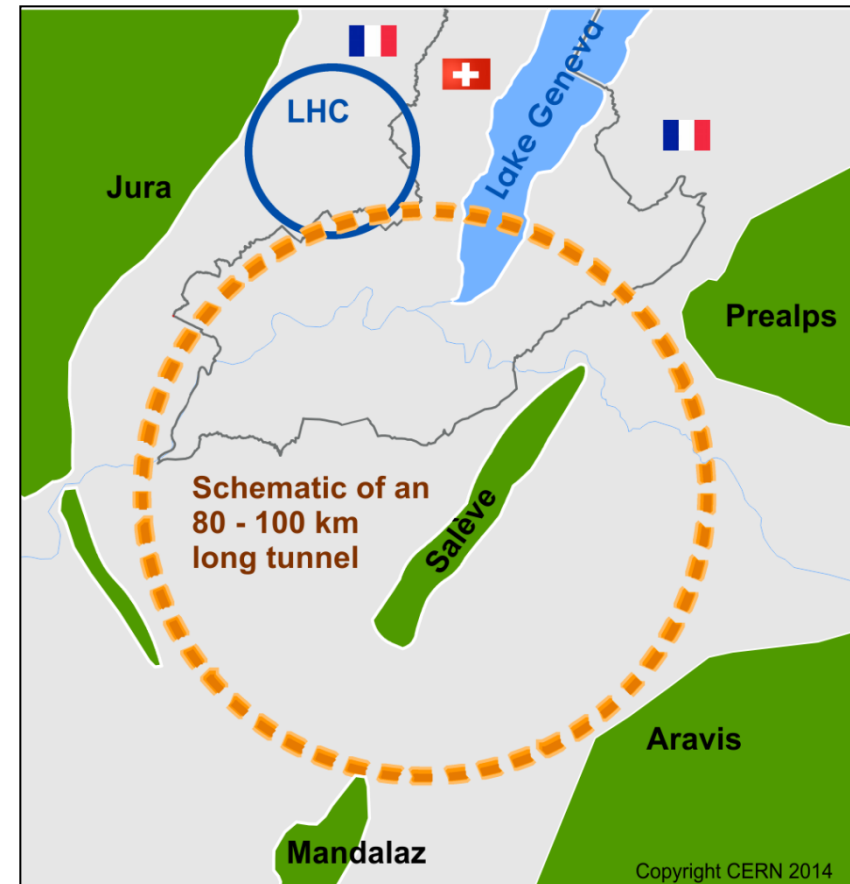 LHC
Lake Geneva
Jura
Prealps
Schematic of an
80 - 100 km
long tunnel
Salève
Aravis
Mandalaz
Copyright CERN 2014